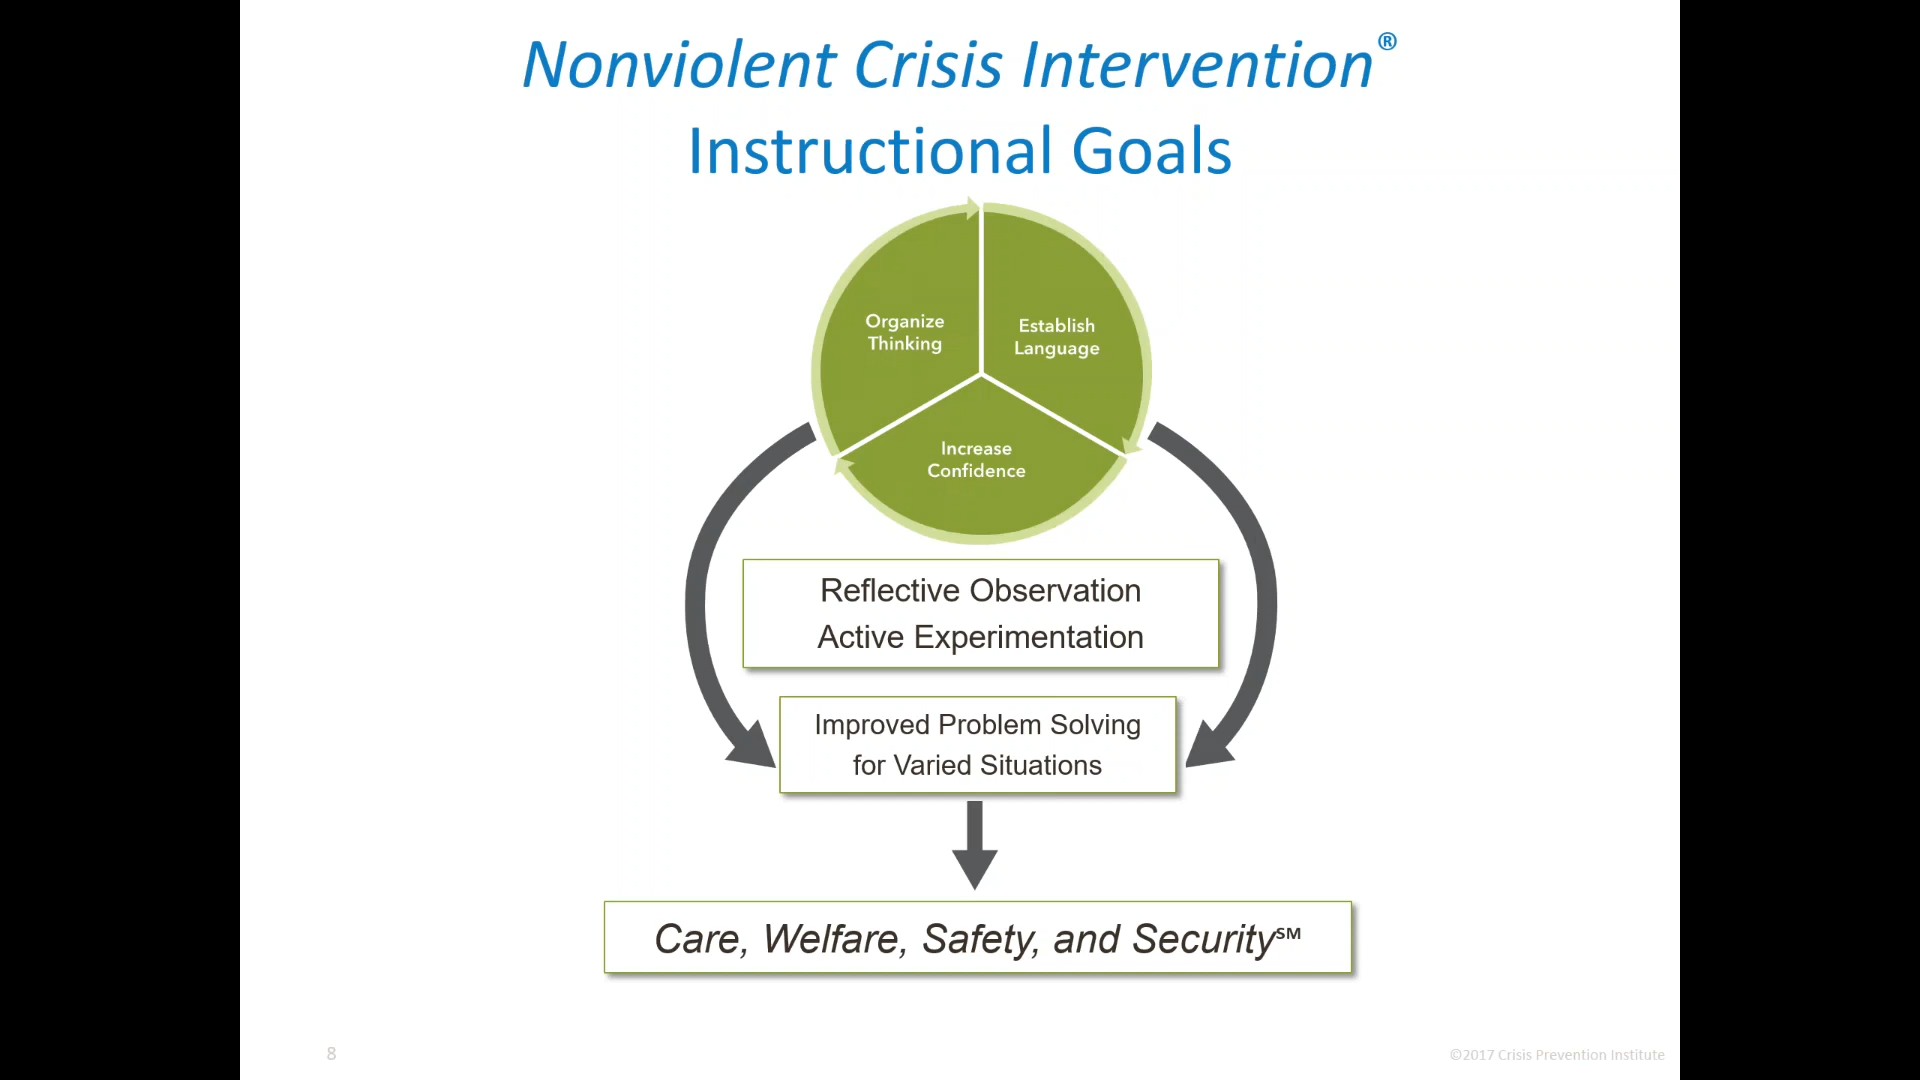 Nonviolent Crisis Intervention®
Instructional Goals
Organize
Thinking
Establish
Language
Increase
Confidence
Reflective Observation
Active Experimentation
Improved Problem Solving
for Varied Situations
Care, Welfare, Safety, and Security℠
8
©2017 Crisis Prevention Institute